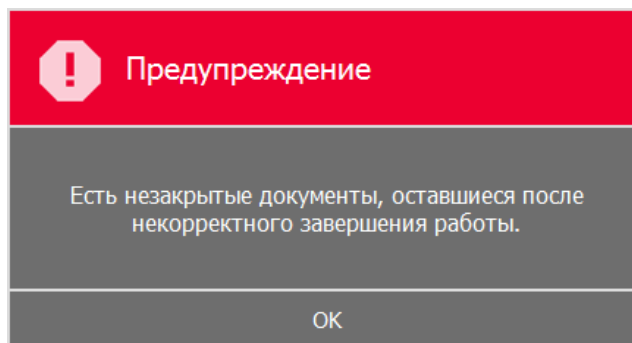 Предупреждение
Есть незакрытые документы, оставшиеся после
некорректного завершения работы.
OK